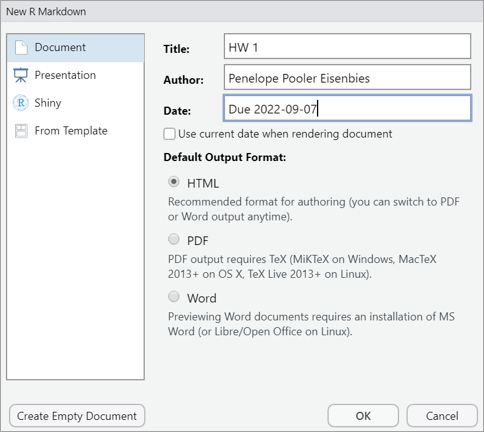 New R Markdown
Document
Presentation
Shiny
From Template
Title: HW 1
Author: Penelope Pooler Eisenbies
Date: Due 2022-09-07
Use current date when rendering document
Default Output Format:
HTML
Recommended format for authoring (you can switch to PDF
or Word output anytime).
PDF
PDF output requires TeX (MiKTeX on Windows, MacTeX
2013+ on OS X, TeX Live 2013+ on Linux).
Word
Previewing Word documents requires an installation of MS
Word (or Libre/Open Office on Linux).
Create Empty Document
OK
Cancel